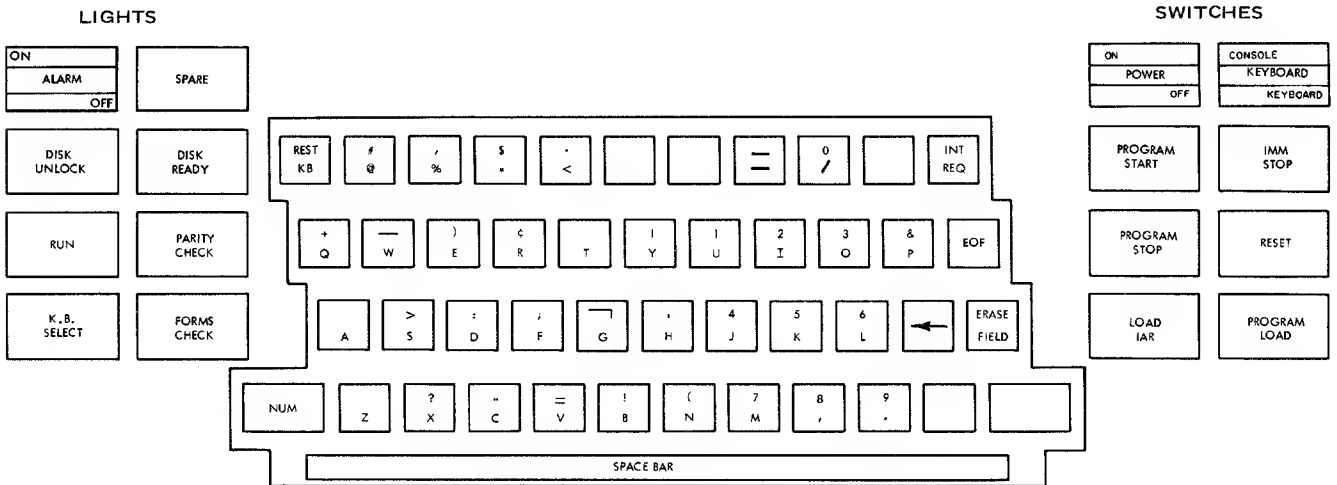 LIGHTS
ON
ALARM
OFF
SPARE
DISK
UNLOCK
DISK
READY
RUN
PARITY
CHECK
K.B.
SELECT
FORMS
CHECK
REST
KB
#
@
,
%
$
*
.
<
—
—
0
/
INT
REQ
+
Q
—
W
)
E
¢
R
T
|
Y
1
U
2
I
3
O
&
P
EOF
A
>
S
:
D
;
F
¬
G
'
H
4
J
5
K
6
L
←
ERASE
FIELD
NUM
Z
?
X
"
C
=
V
!
B
(
N
7
M
8
,
9
.
SPACE BAR
SWITCHES
ON
POWER
OFF
CONSOLE
KEYBOARD
KEYBOARD
PROGRAM
START
IMM
STOP
PROGRAM
STOP
RESET
LOAD
IAR
PROGRAM
LOAD